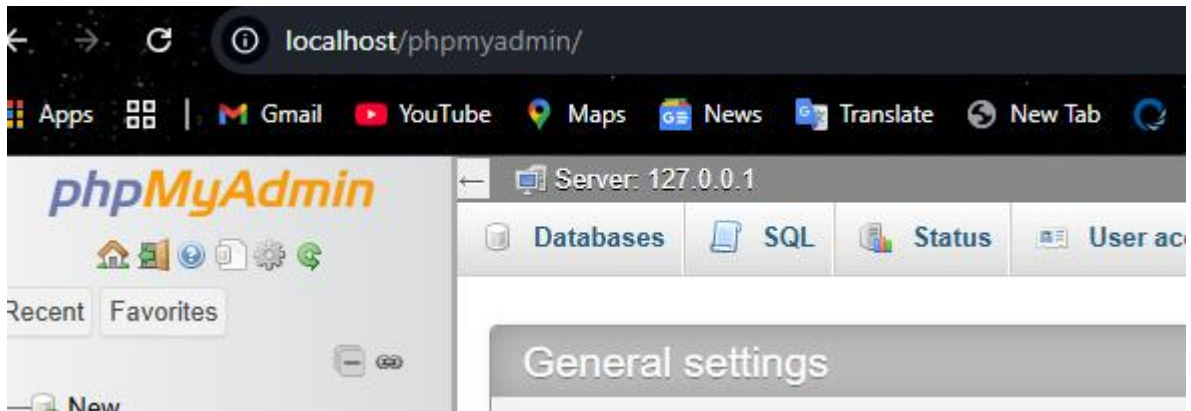 localhost/phpmyadmin/
Apps Gmail YouTube Maps News Translate New Tab
phpMyAdmin
Server: 127.0.0.1
Databases SQL Status User acc
Recent Favorites
General settings
New